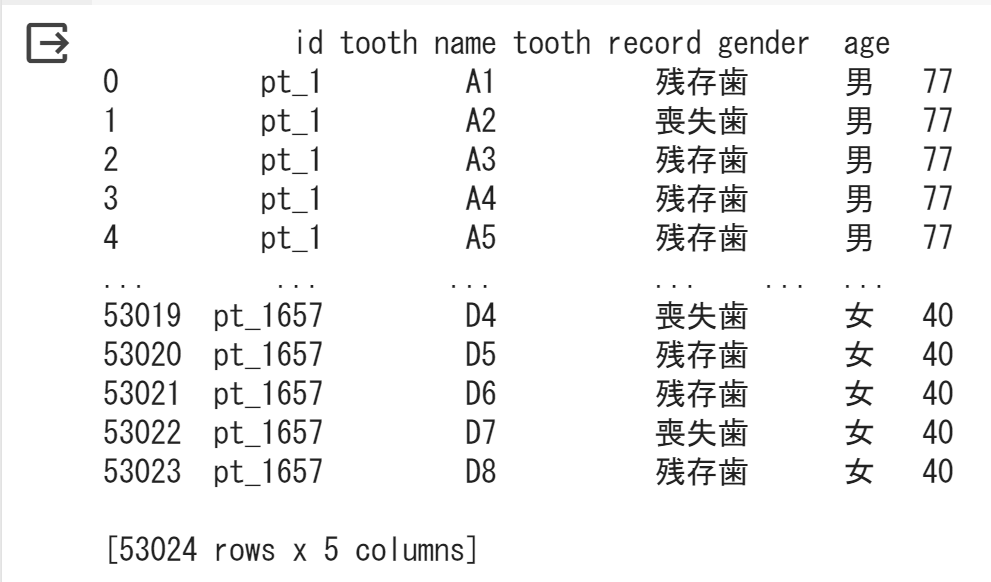 id tooth name tooth record gender age
0 pt_1 A1 残存歯 男 77
1 pt_1 A2 喪失歯 男 77
2 pt_1 A3 残存歯 男 77
3 pt_1 A4 残存歯 男 77
4 pt_1 A5 残存歯 男 77
... ... ... ... ... ...
53019 pt_1657 D4 喪失歯 女 40
53020 pt_1657 D5 残存歯 女 40
53021 pt_1657 D6 残存歯 女 40
53022 pt_1657 D7 喪失歯 女 40
53023 pt_1657 D8 残存歯 女 40
[53024 rows x 5 columns]